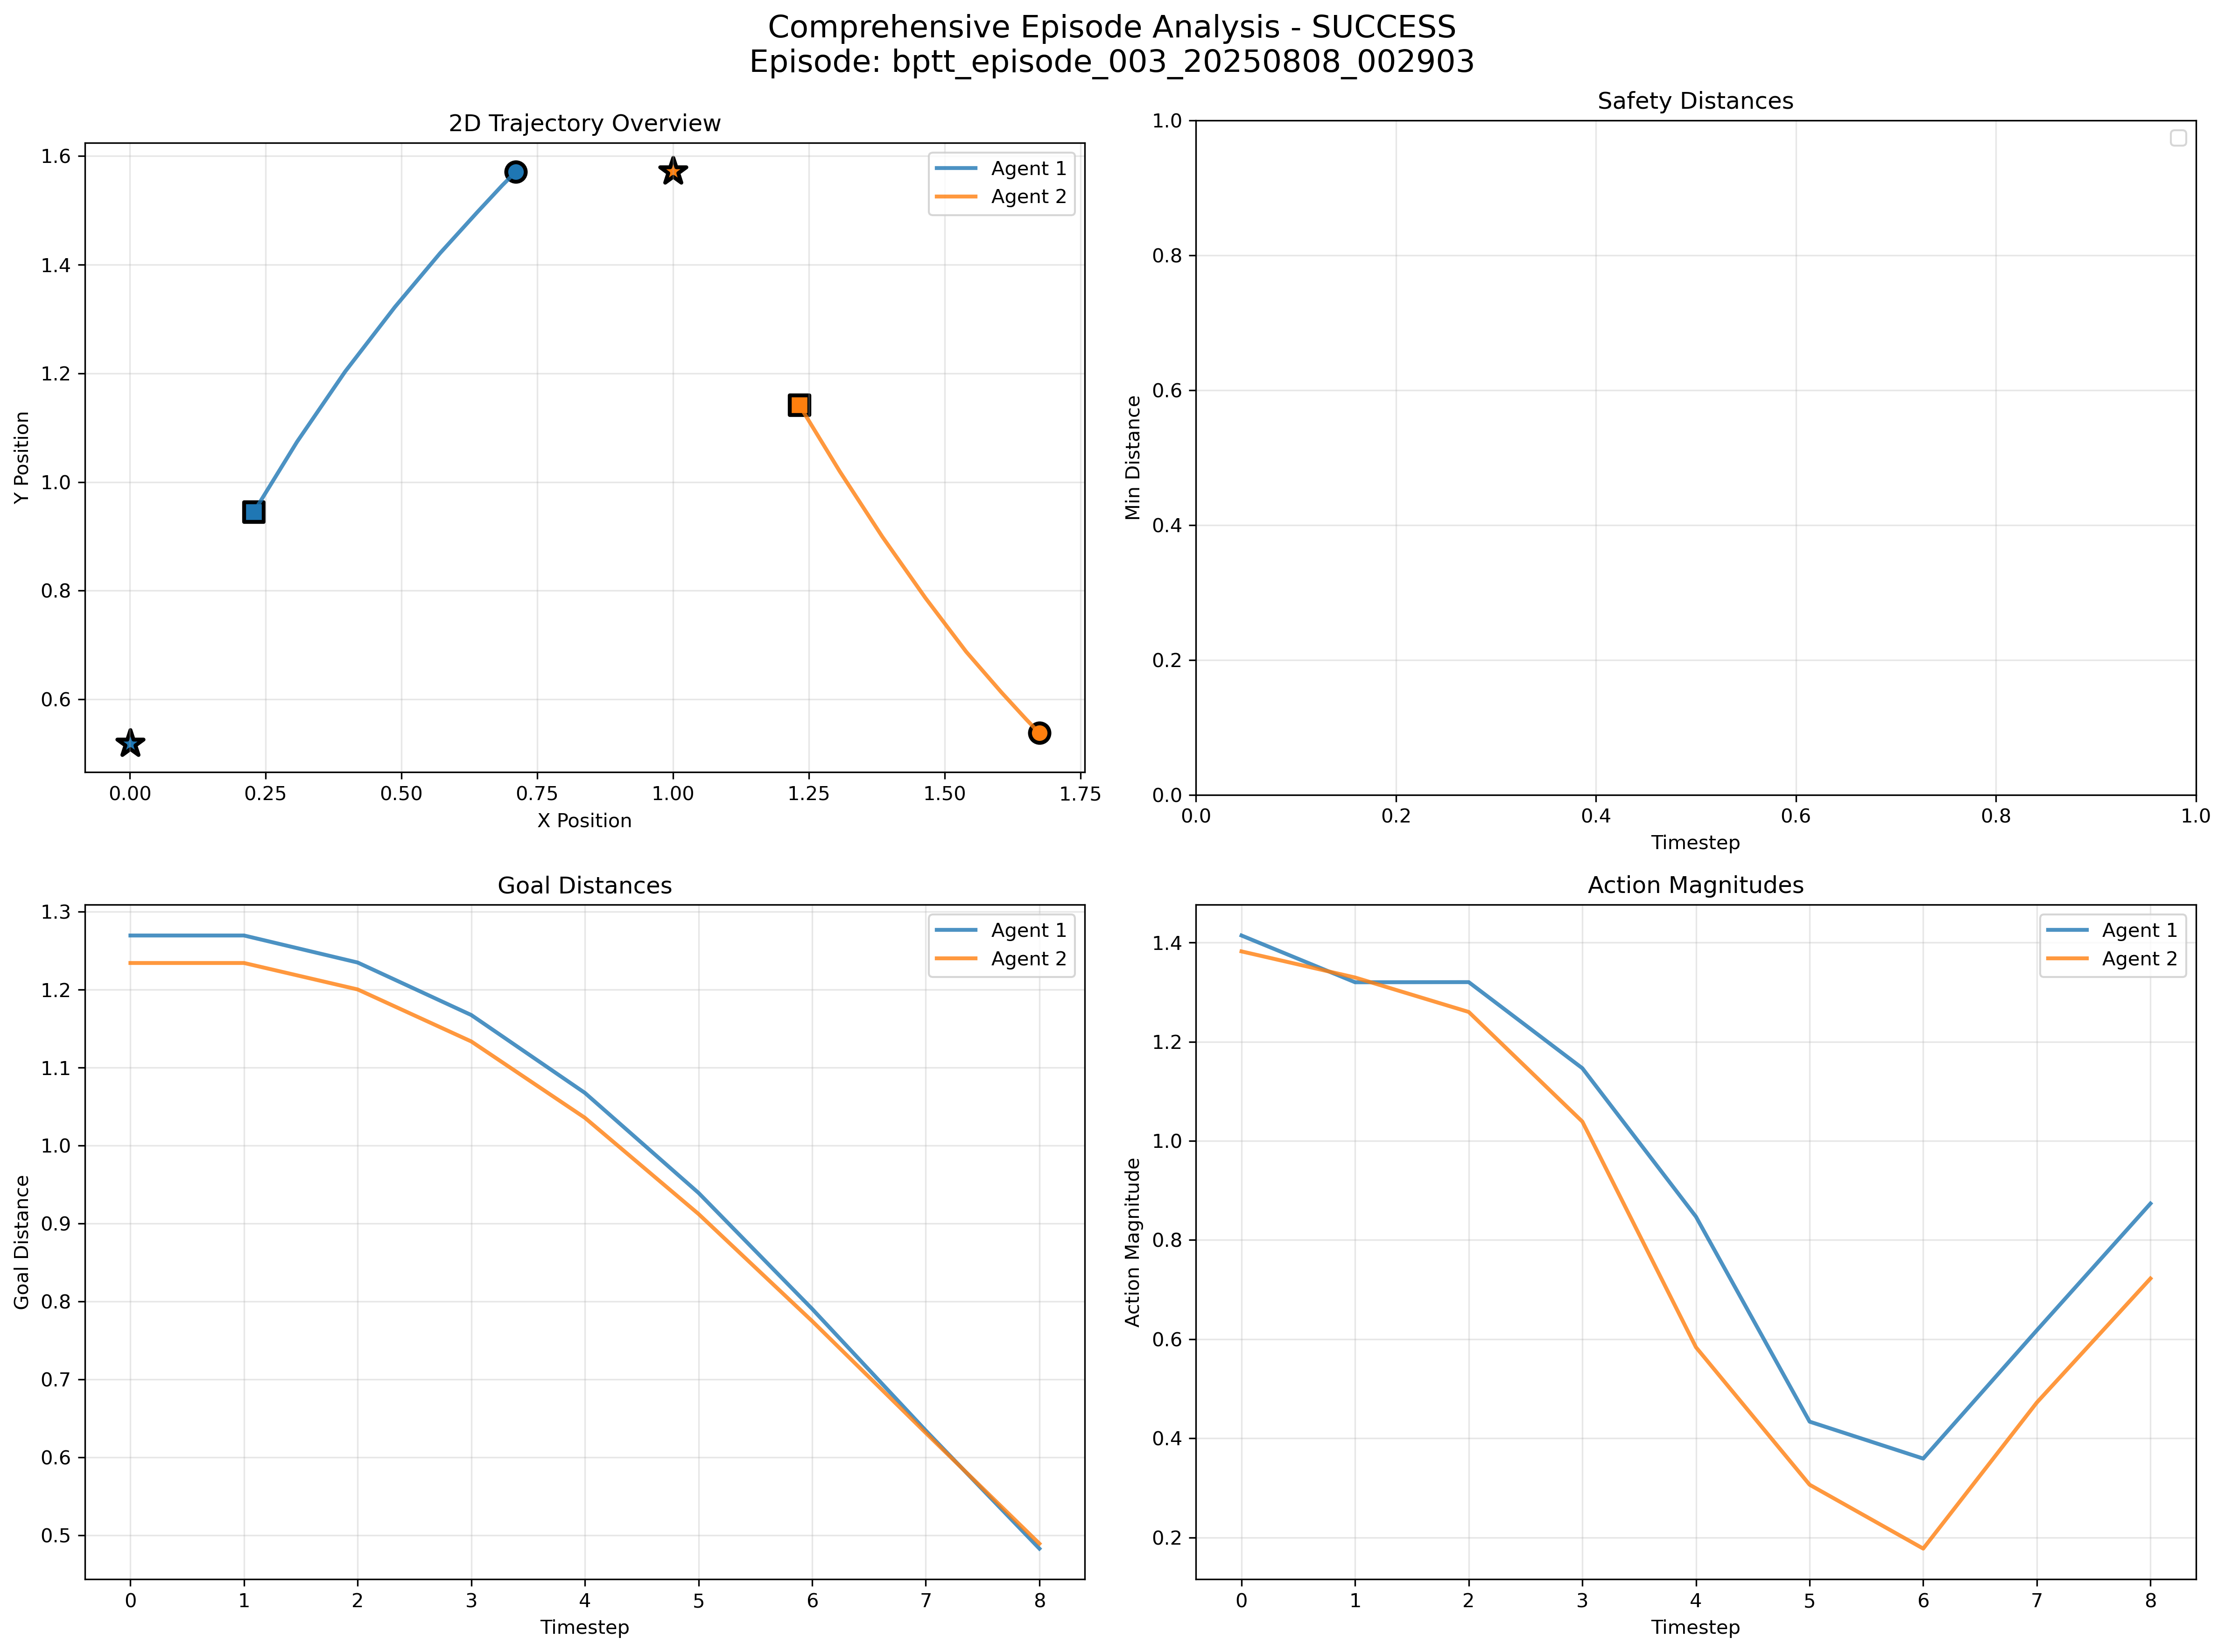 Comprehensive Episode Analysis - SUCCESS
Episode: bptt_episode_003_20250808_002903
2D Trajectory Overview
1.6
1.4
1.2
1.0
0.8
0.6
Y Position
0.00 0.25 0.50 0.75 1.00 1.25 1.50 1.75
X Position
Agent 1
Agent 2
Safety Distances
1.0
0.8
0.6
0.4
0.2
0.0
Min Distance
0.0 0.2 0.4 0.6 0.8 1.0
Timestep
Goal Distances
1.3
1.2
1.1
1.0
0.9
0.8
0.7
0.6
0.5
Goal Distance
0 1 2 3 4 5 6 7 8
Timestep
Agent 1
Agent 2
Action Magnitudes
1.4
1.2
1.0
0.8
0.6
0.4
0.2
Action Magnitude
0 1 2 3 4 5 6 7 8
Timestep
Agent 1
Agent 2